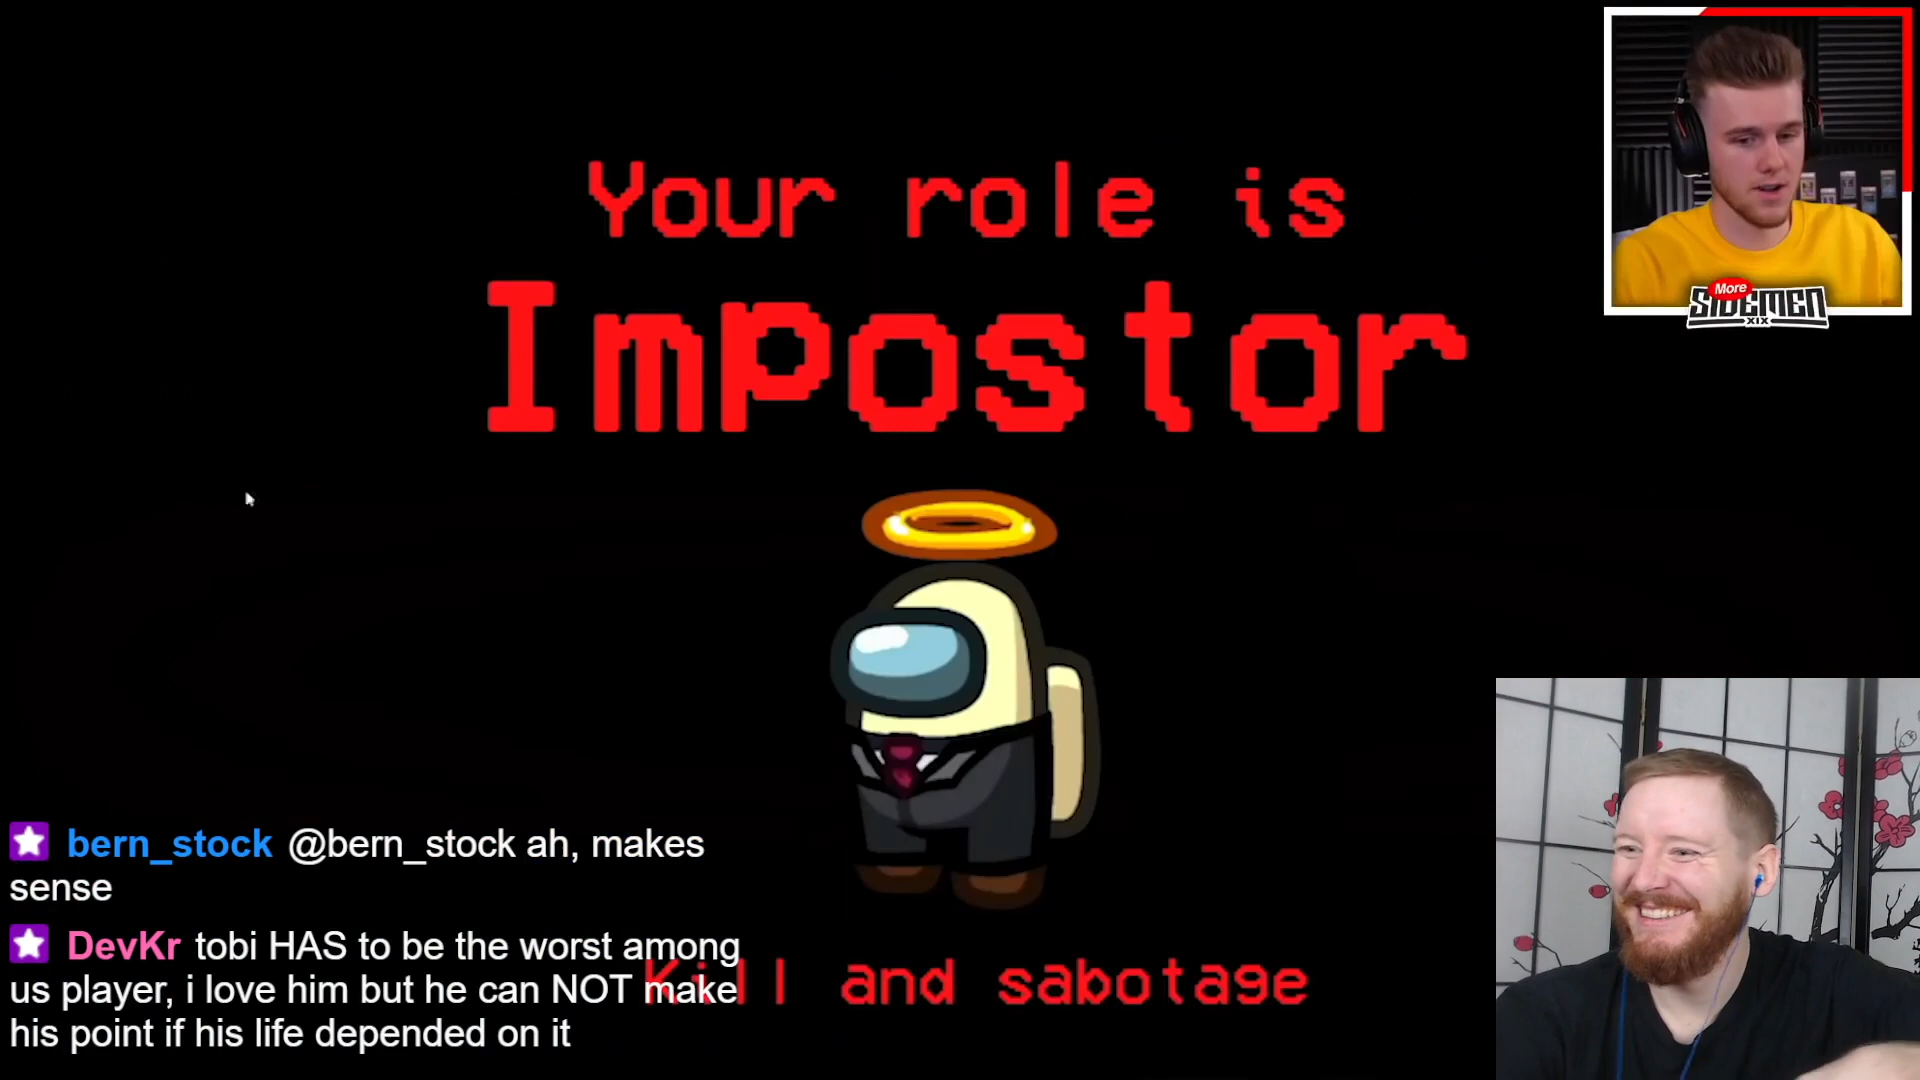 Your role is
Impostor
More
SIDEMEN
XIX
bern_stock @bern_stock ah, makes
sense
DevKr tobi HAS to be the worst among
us player, i love him but he can NOT make
his point if his life depended on it
Kill and sabotage